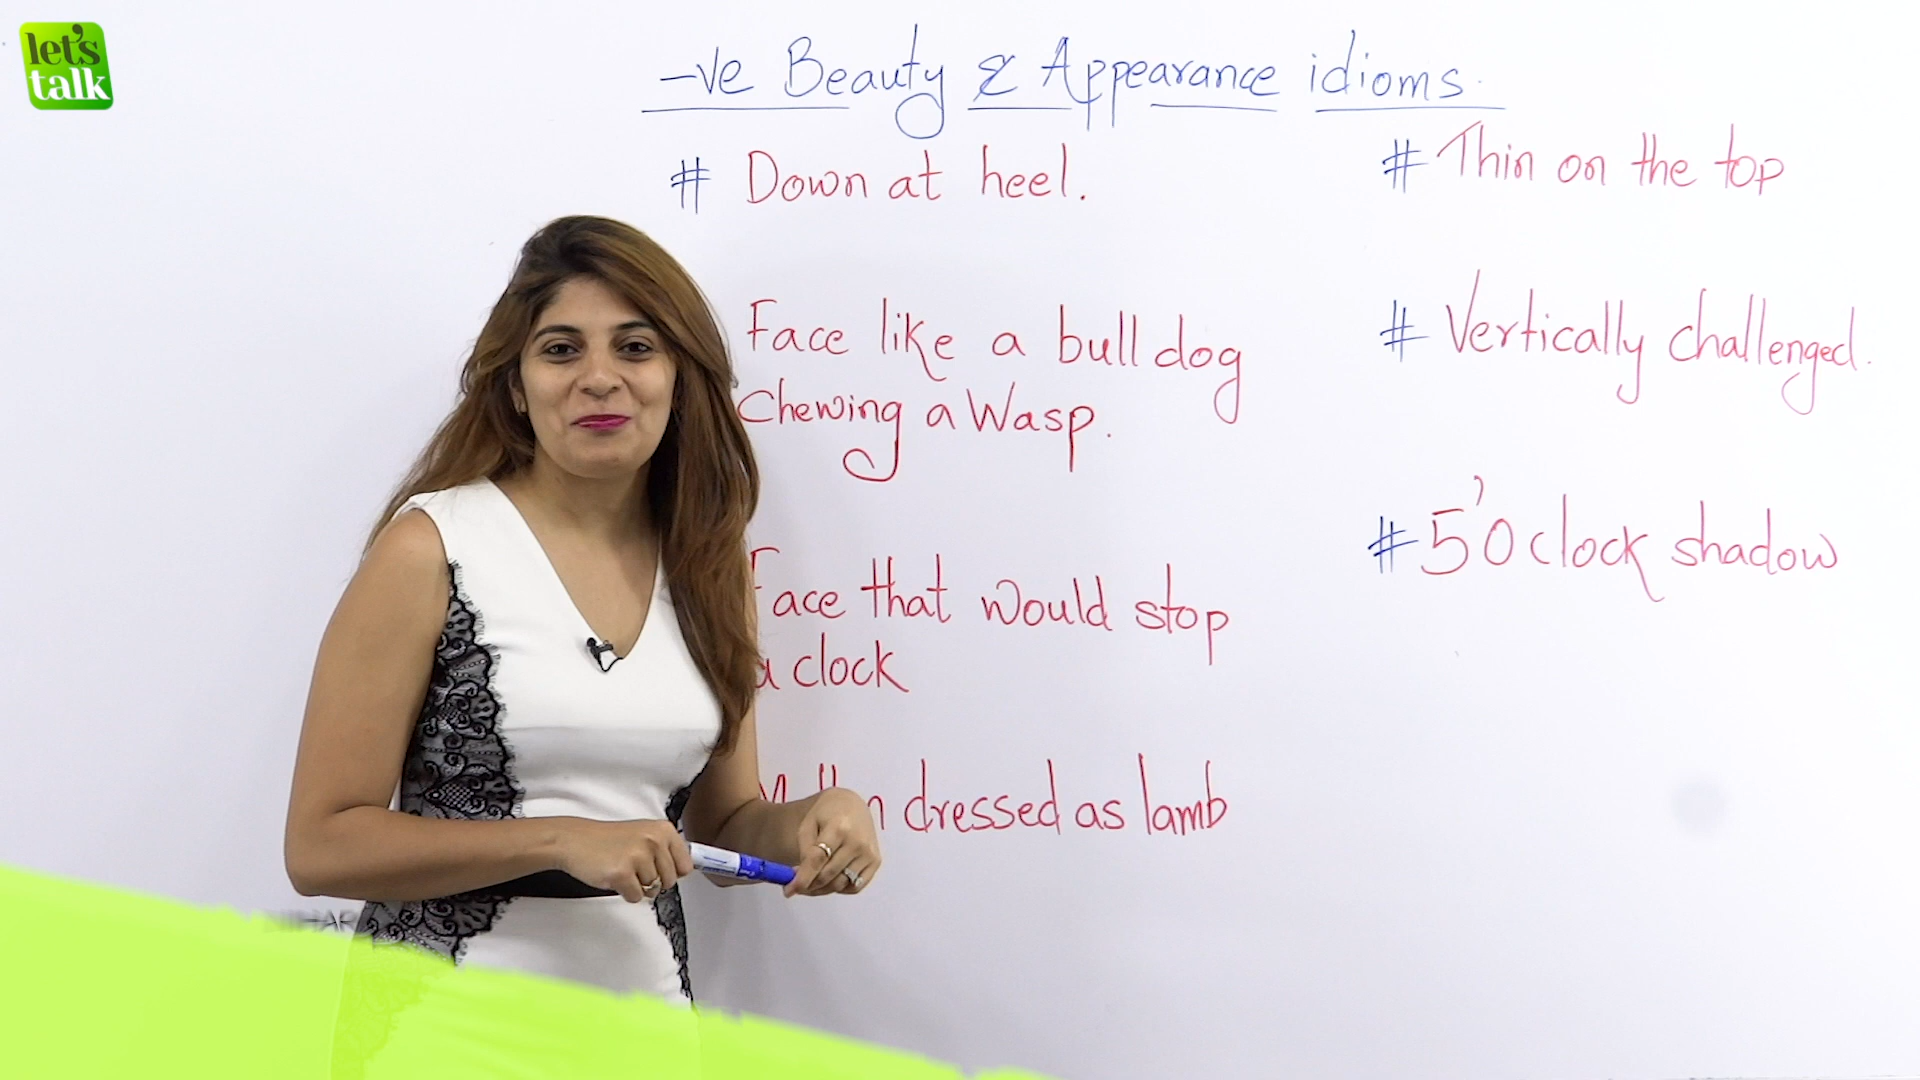 let's
talk
-ve Beauty & Appearance idioms.
# Down at heel.
Face like a bull dog
Chewing a Wasp.
Face that would stop
a clock
dressed as lamb
# Thin on the top
# Vertically challenged.
# 5'O clock shadow